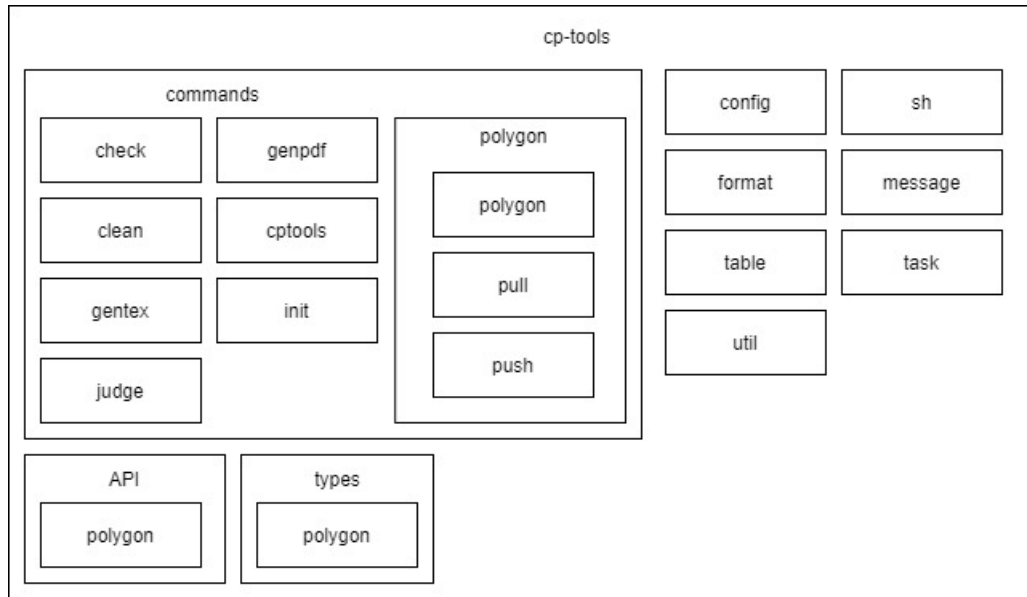 cp-tools
commands
check
genpdf
polygon
polygon
clean
cptools
pull
gentex
init
push
judge
config
sh
format
message
table
task
util
API
polygon
types
polygon